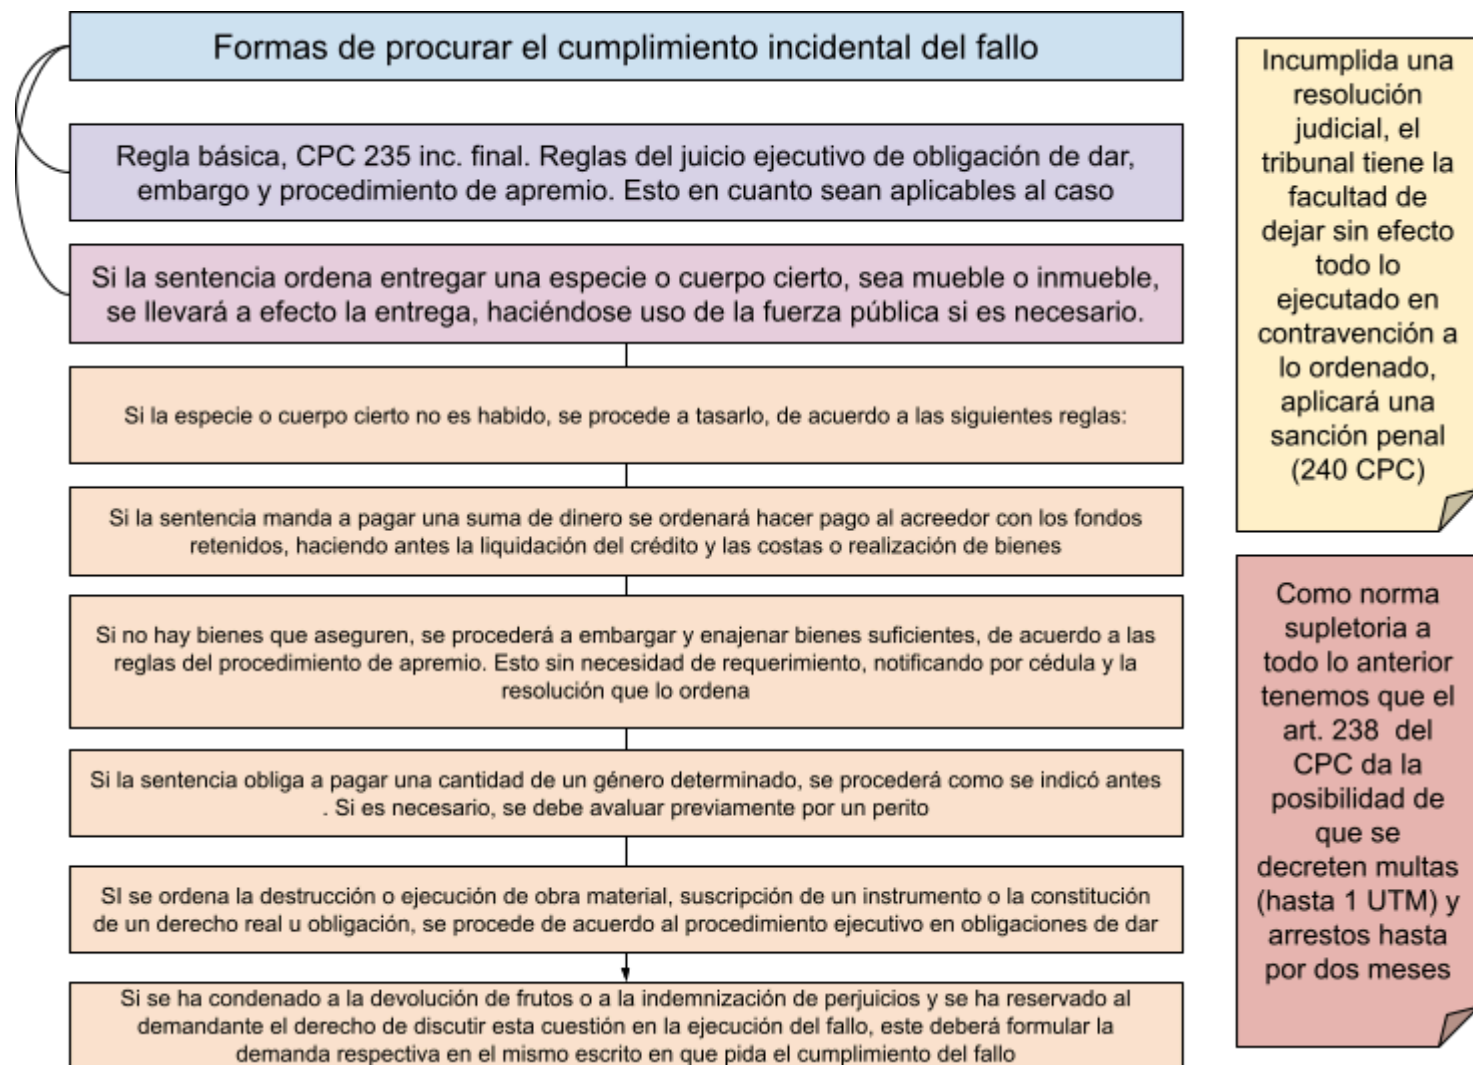 Formas de procurar el cumplimiento incidental del fallo
Regla básica, CPC 235 inc. final. Reglas del juicio ejecutivo de obligación de dar,
embargo y procedimiento de apremio. Esto en cuanto sean aplicables al caso
Si la sentencia ordena entregar una especie o cuerpo cierto, sea mueble o inmueble,
se llevará a efecto la entrega, haciéndose uso de la fuerza pública si es necesario.
Si la especie o cuerpo cierto no es habido, se procede a tasarlo, de acuerdo a las siguientes reglas:
Si la sentencia manda a pagar una suma de dinero se ordenará hacer pago al acreedor con los fondos
retenidos, haciendo antes la liquidación del crédito y las costas o realización de bienes
Si no hay bienes que aseguren, se procederá a embargar y enajenar bienes suficientes, de acuerdo a las
reglas del procedimiento de apremio. Esto sin necesidad de requerimiento, notificando por cédula y la
resolución que lo ordena
Si la sentencia obliga a pagar una cantidad de un género determinado, se procederá como se indicó antes
. Si es necesario, se debe avaluar previamente por un perito
SI se ordena la destrucción o ejecución de obra material, suscripción de un instrumento o la constitución
de un derecho real u obligación, se procede de acuerdo al procedimiento ejecutivo en obligaciones de dar
Si se ha condenado a la devolución de frutos o a la indemnización de perjuicios y se ha reservado al
demandante el derecho de discutir esta cuestión en la ejecución del fallo, este deberá formular la
demanda respectiva en el mismo escrito en que pida el cumplimiento del fallo
Incumplida una
resolución
judicial, el
tribunal tiene la
facultad de
dejar sin efecto
todo lo
ejecutado en
contravención a
lo ordenado,
aplicará una
sanción penal
(240 CPC)
Como norma
supletoria a
todo lo anterior
tenemos que el
art. 238 del
CPC da la
posibilidad de
que se
decreten multas
(hasta 1 UTM) y
arrestos hasta
por dos meses